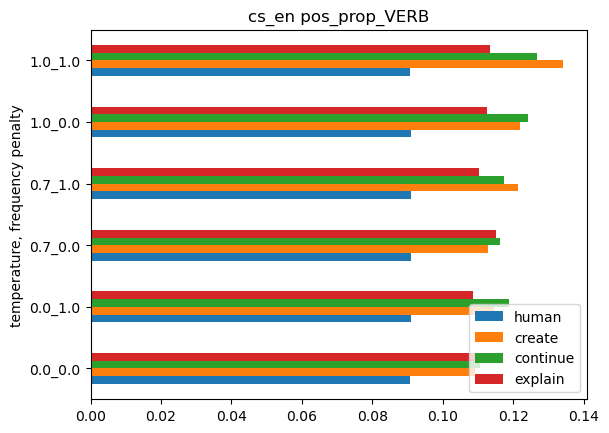 cs_en pos_prop_VERB
temperature, frequency penalty
1.0_1.0
1.0_0.0
0.7_1.0
0.7_0.0
0.0_1.0
0.0_0.0
human
create
continue
explain
0.00 0.02 0.04 0.06 0.08 0.10 0.12 0.14